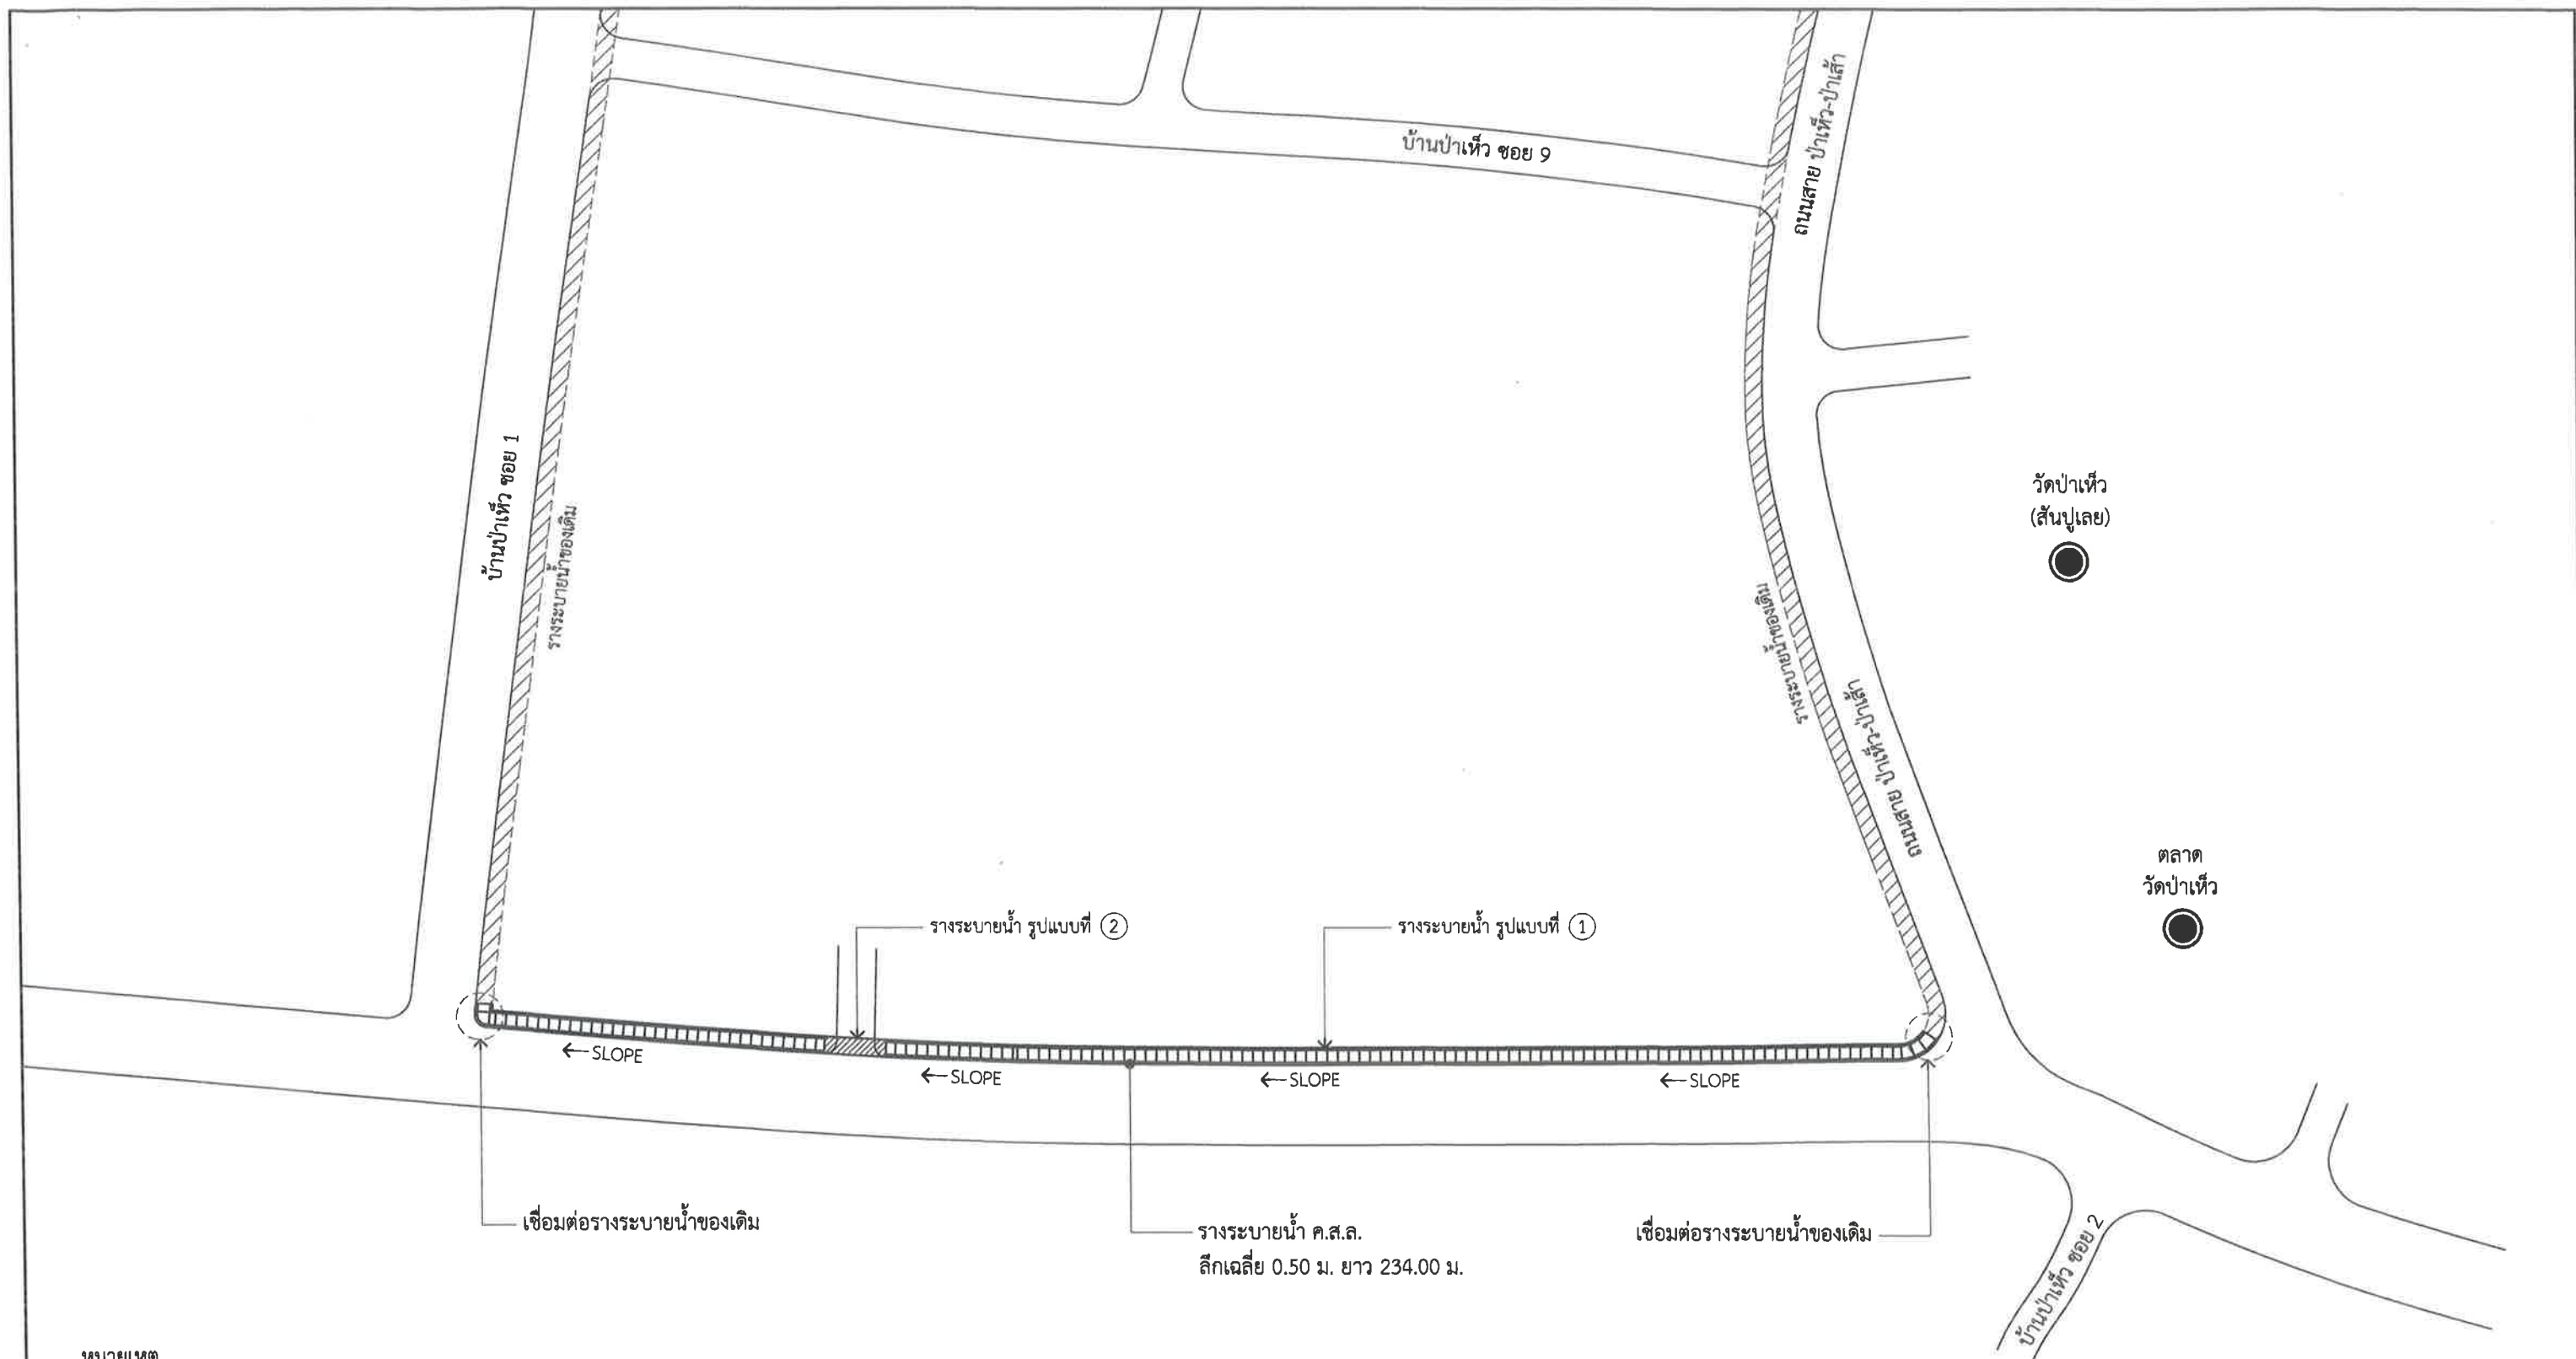 บ้านป่าเห็ว ซอย 9
ถนนสาย ป่าเห็ว-ป่าเส้า
บ้านป่าเห็ว ซอย 1
รางระบายน้ำของเดิม
วัดป่าเห็ว
(สันปูเลย)
รางระบายน้ำของเดิม
ถนนสาย ป่าเห็ว-ป่าเส้า
ตลาด
วัดป่าเห็ว
รางระบายน้ำ รูปแบบที่ 2
รางระบายน้ำ รูปแบบที่ 1
←SLOPE
←SLOPE
←SLOPE
←SLOPE
เชื่อมต่อรางระบายน้ำของเดิม
รางระบายน้ำ ค.ส.ล.
ลึกเฉลี่ย 0.50 ม. ยาว 234.00 ม.
เชื่อมต่อรางระบายน้ำของเดิม
บ้านป่าเห็ว ซอย 2
หมายเหตุ